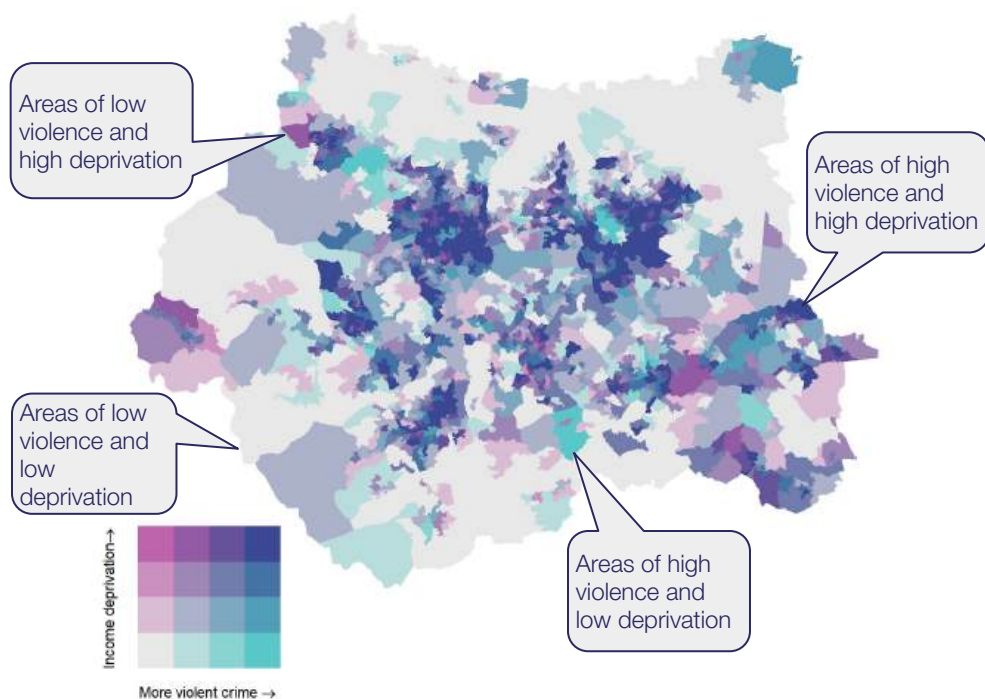 Areas of low
violence and
high deprivation
Areas of high
violence and
high deprivation
Areas of low
violence and
low
deprivation
Areas of high
violence and
low deprivation
Income deprivation→
More violent crime →